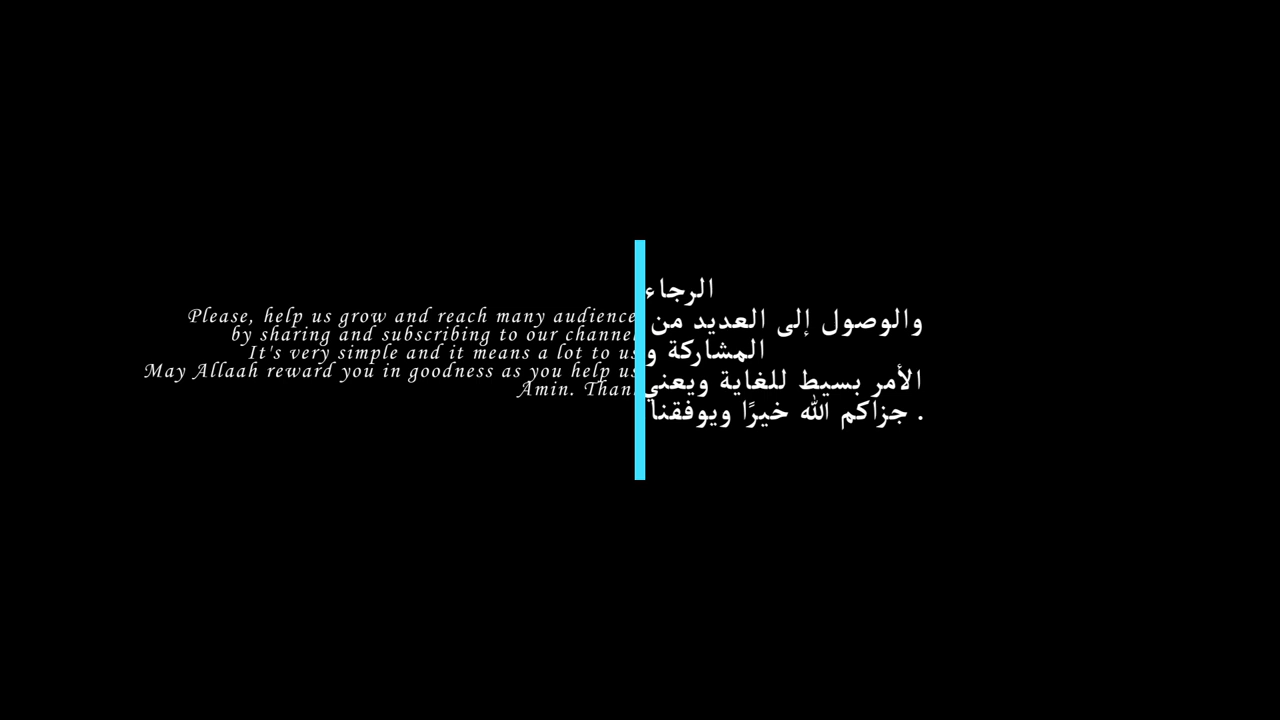 Please, help us grow and reach many audience
by sharing and subscribing to our channel
It's very simple and it means a lot to us
May Allaah reward you in goodness as you help us
Amin.
الرجاء
والوصول إلى العديد من
المشاركة و
الأمر بسيط للغاية ويعني
جزاكم الله خيرًا ويوفقنا .